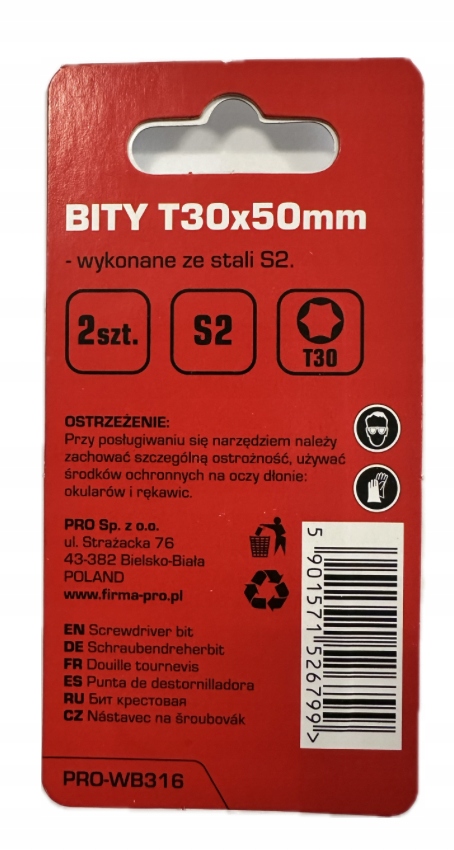 BITY T30x50mm
- wykonane ze stali S2.
2szt.
S2
T30
OSTRZEŻENIE:
Przy posługiwaniu się narzędziem należy
zachować szczególną ostrożność, używać
środków ochronnych na oczy dłonie:
okularów i rękawic.
PRO Sp. z o.o.
ul. Strażacka 76
43-382 Bielsko-Biała
POLAND
www.firma-pro.pl
EN Screwdriver bit
DE Schraubendreherbit
FR Douille tournevis
ES Punta de destornilladora
RU Бит крестовая
CZ Nástavec na šroubovák
5 901571 526799 >
PRO-WB316